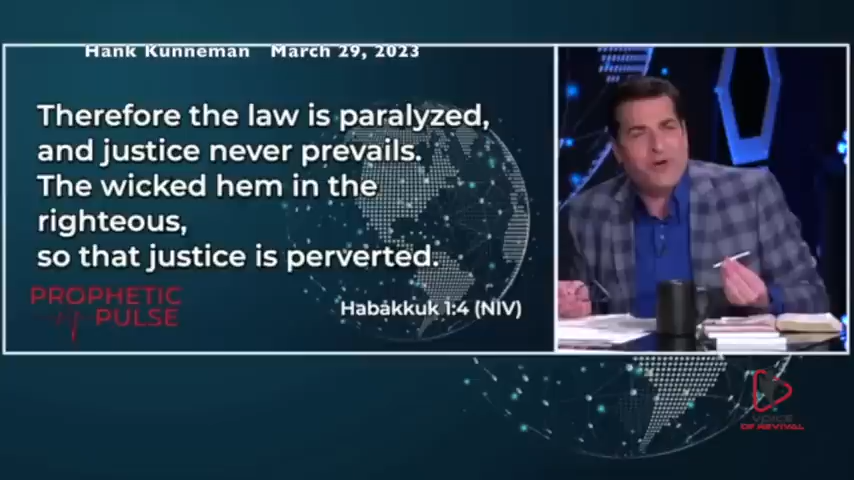 Hank Kunneman March 29, 2023
Therefore the law is paralyzed,
and justice never prevails.
The wicked hem in the
righteous,
so that justice is perverted.
Habakkuk 1:4 (NIV)
PROPHETIC
PULSE
VOICE
OF REVIVAL